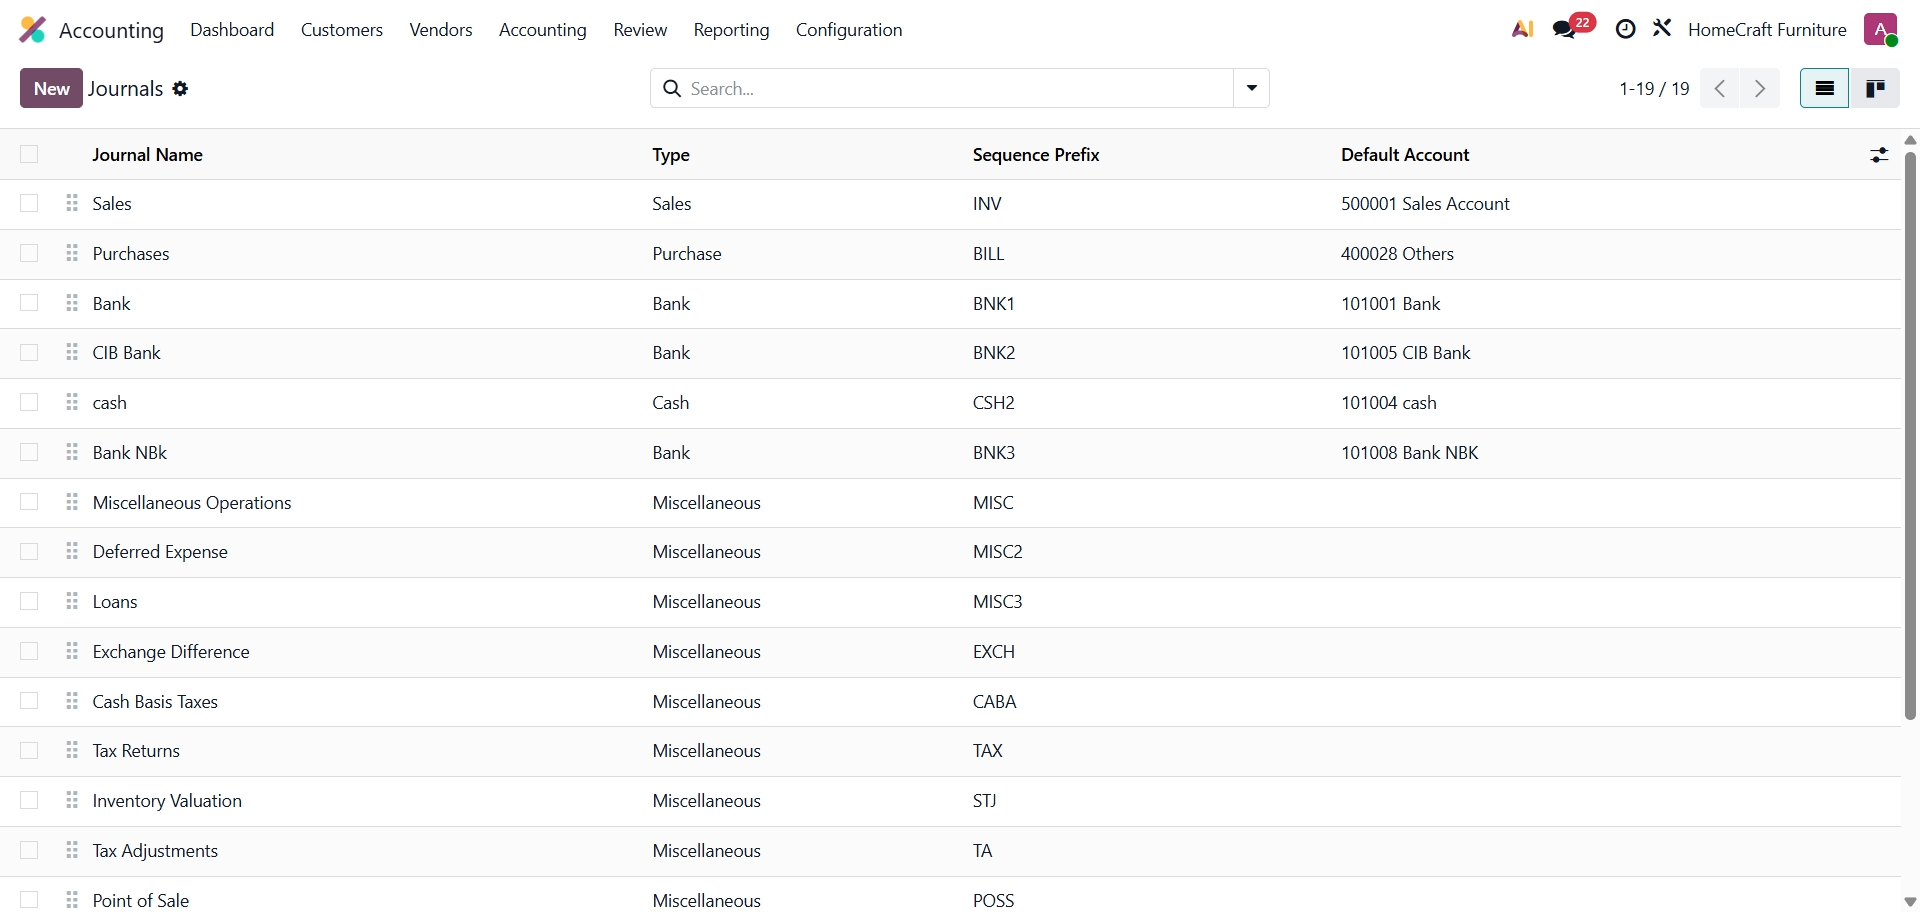 Accounting Dashboard Customers Vendors Accounting Review Reporting Configuration AI 22 HomeCraft Furniture A
New Journals Search... 1-19 / 19
Journal Name Type Sequence Prefix Default Account
Sales Sales INV 500001 Sales Account
Purchases Purchase BILL 400028 Others
Bank Bank BNK1 101001 Bank
CIB Bank Bank BNK2 101005 CIB Bank
cash Cash CSH2 101004 cash
Bank NBk Bank BNK3 101008 Bank NBK
Miscellaneous Operations Miscellaneous MISC
Deferred Expense Miscellaneous MISC2
Loans Miscellaneous MISC3
Exchange Difference Miscellaneous EXCH
Cash Basis Taxes Miscellaneous CABA
Tax Returns Miscellaneous TAX
Inventory Valuation Miscellaneous STJ
Tax Adjustments Miscellaneous TA
Point of Sale Miscellaneous POSS